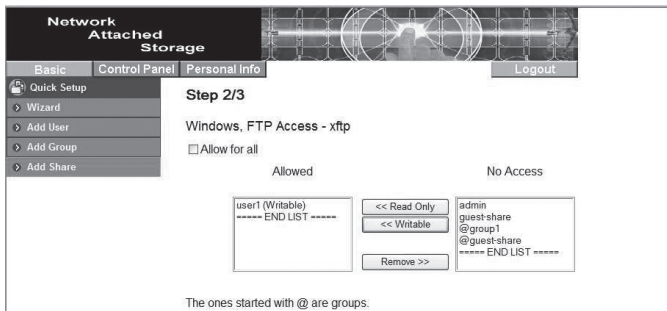 Network
Attached
Storage
Basic
Control Panel
Personal Info
Logout
Quick Setup
Wizard
Add User
Add Group
Add Share
Step 2/3
Windows, FTP Access - xftp
Allow for all
Allowed
No Access
user1 (Writable)
===== END LIST =====
<< Read Only
<< Writable
Remove >>
admin
guest-share
@group1
@guest-share
===== END LIST =====
The ones started with @ are groups.